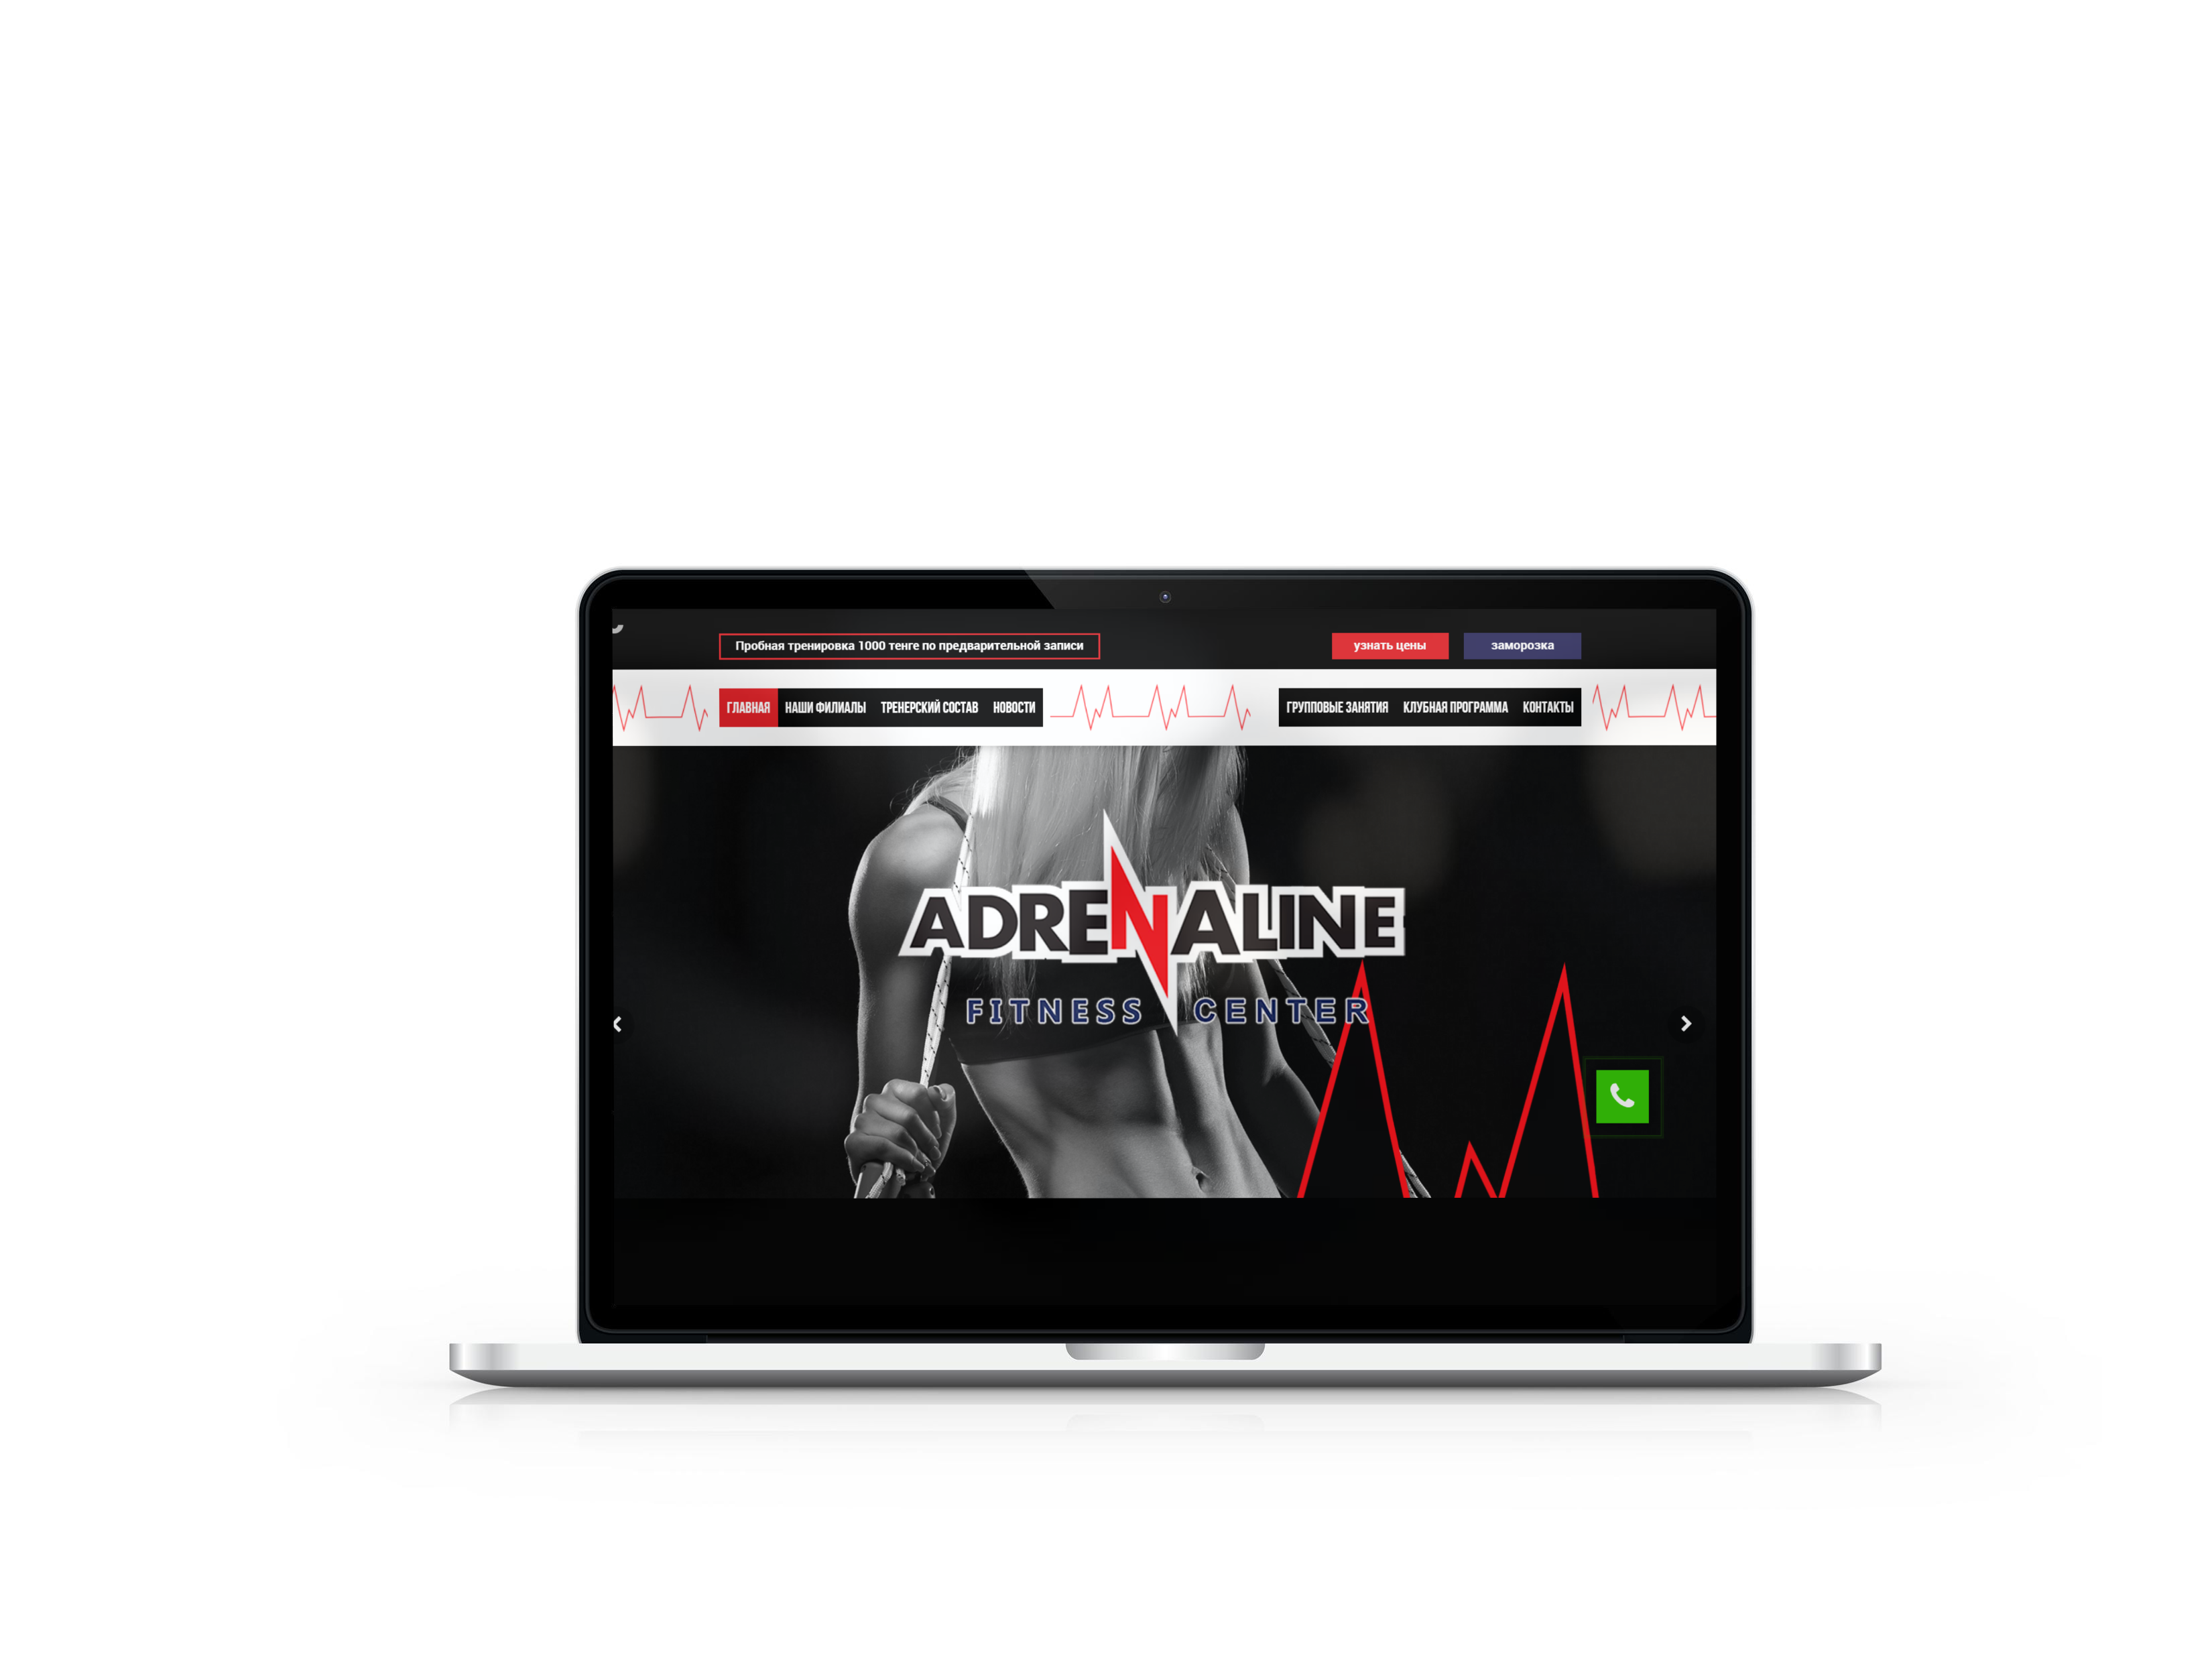 Пробная тренировка 1000 тенге по предварительной записи
узнать цены
заморозка
ГЛАВНАЯ НАШИ ФИЛИАЛЫ ТРЕНЕРСКИЙ СОСТАВ НОВОСТИ
ГРУППОВЫЕ ЗАНЯТИЯ КЛУБНАЯ ПРОГРАММА КОНТАКТЫ
ADRENALINE
FITNESS CENTER